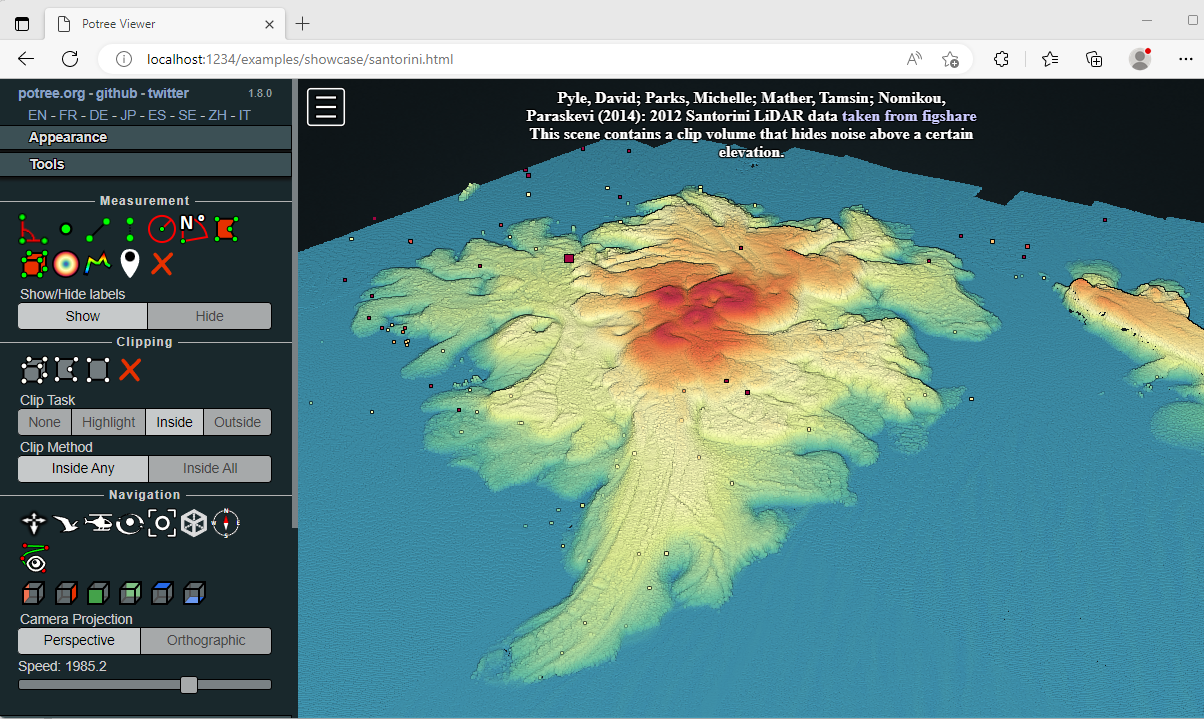 Potree Viewer
localhost:1234/examples/showcase/santorini.html
potree.org - github - twitter 1.8.0
EN - FR - DE - JP - ES - SE - ZH - IT
Appearance
Tools
Measurement
N°
Show/Hide labels
Show Hide
Clipping
Clip Task
None Highlight Inside Outside
Clip Method
Inside Any Inside All
Navigation
N
W E
S
Camera Projection
Perspective Orthographic
Speed: 1985.2
Pyle, David; Parks, Michelle; Mather, Tamsin; Nomikou,
Paraskevi (2014): 2012 Santorini LiDAR data taken from figshare
This scene contains a clip volume that hides noise above a certain
elevation.